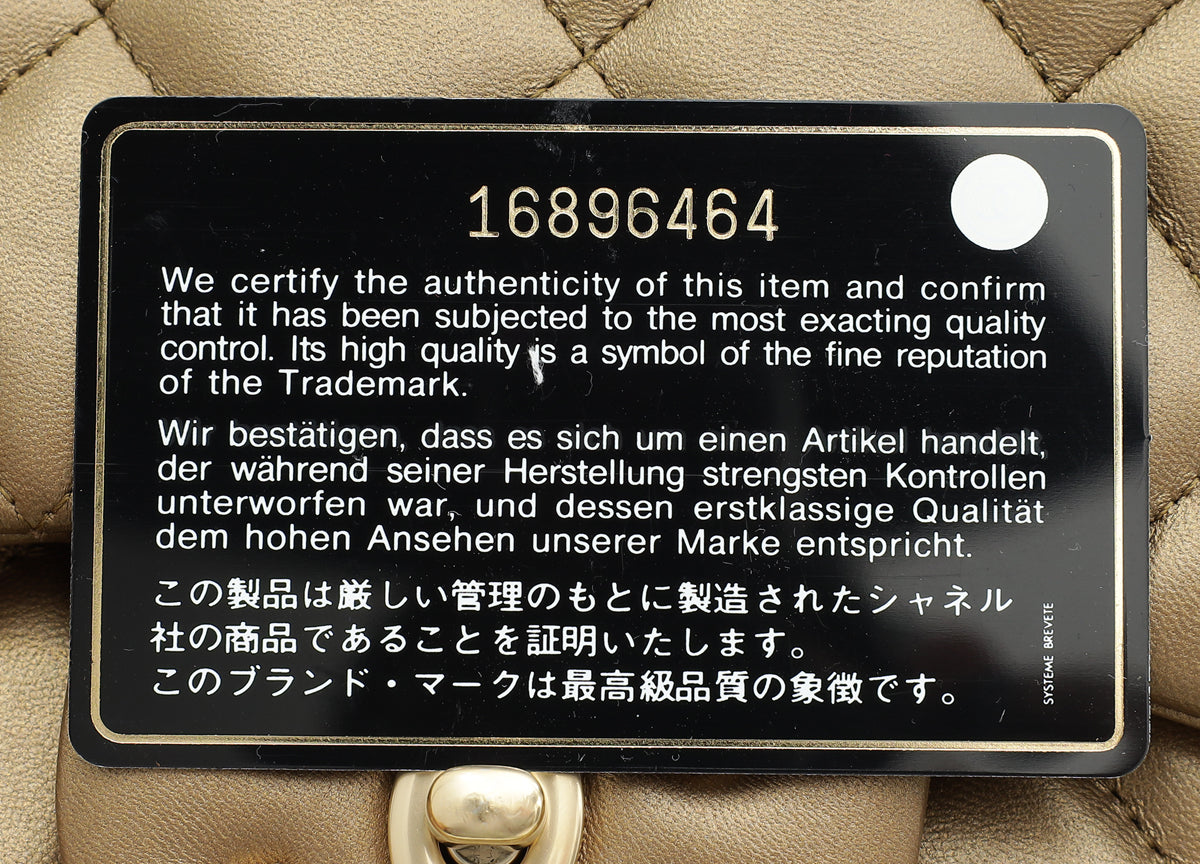 16896464
We certify the authenticity of this item and confirm
that it has been subjected to the most exacting quality
control. Its high quality is a symbol of the fine reputation
of the Trademark.
Wir bestätigen, dass es sich um einen Artikel handelt,
der während seiner Herstellung strengsten Kontrollen
unterworfen war, und dessen erstklassige Qualität
dem hohen Ansehen unserer Marke entspricht.
この製品は厳しい管理のもとに製造されたシャネル
社の商品であることを証明いたします。
このブランド・マークは最高級品質の象徴です。
SYSTEME BREVETE